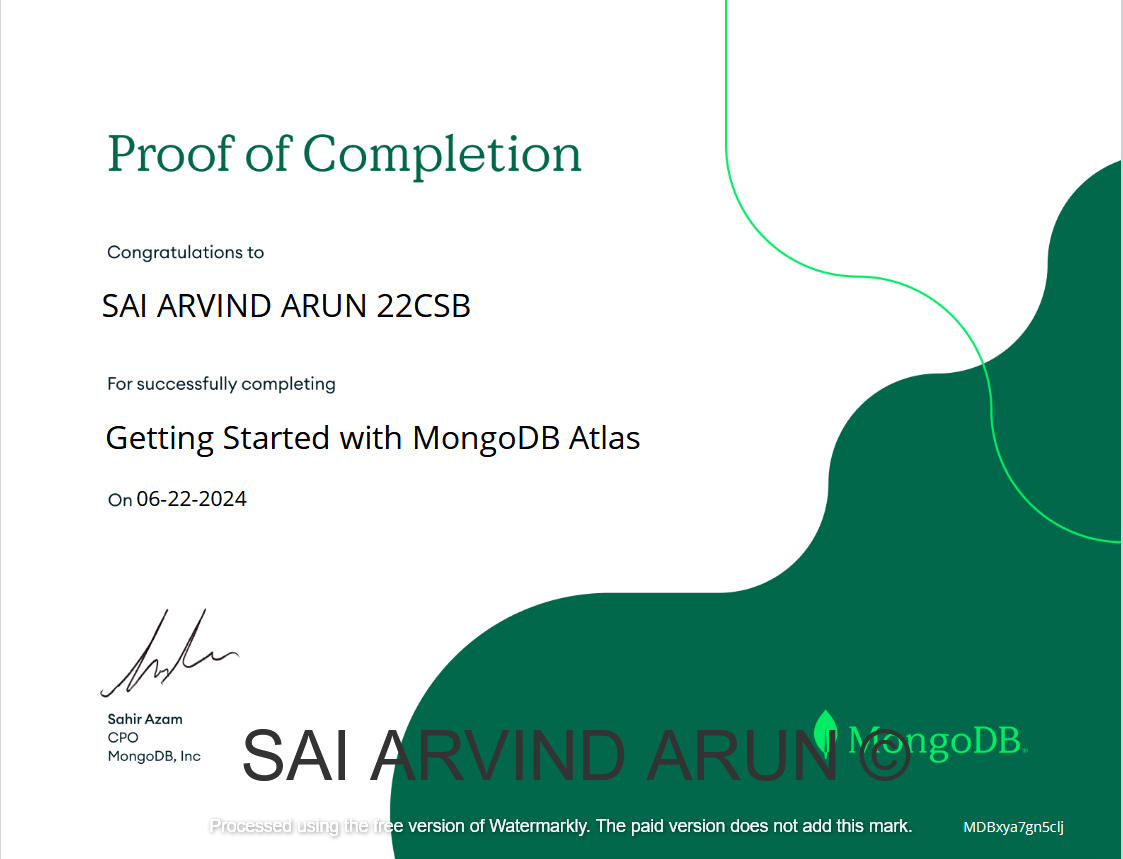 Proof of Completion
Congratulations to
SAI ARVIND ARUN 22CSB
For successfully completing
Getting Started with MongoDB Atlas
On 06-22-2024
Sahir Azam
CPO
MongoDB, Inc
MongoDB®
SAI ARVIND ARUN ©
Processed using the free version of Watermarkly. The paid version does not add this mark.
MDBxya7gn5clj